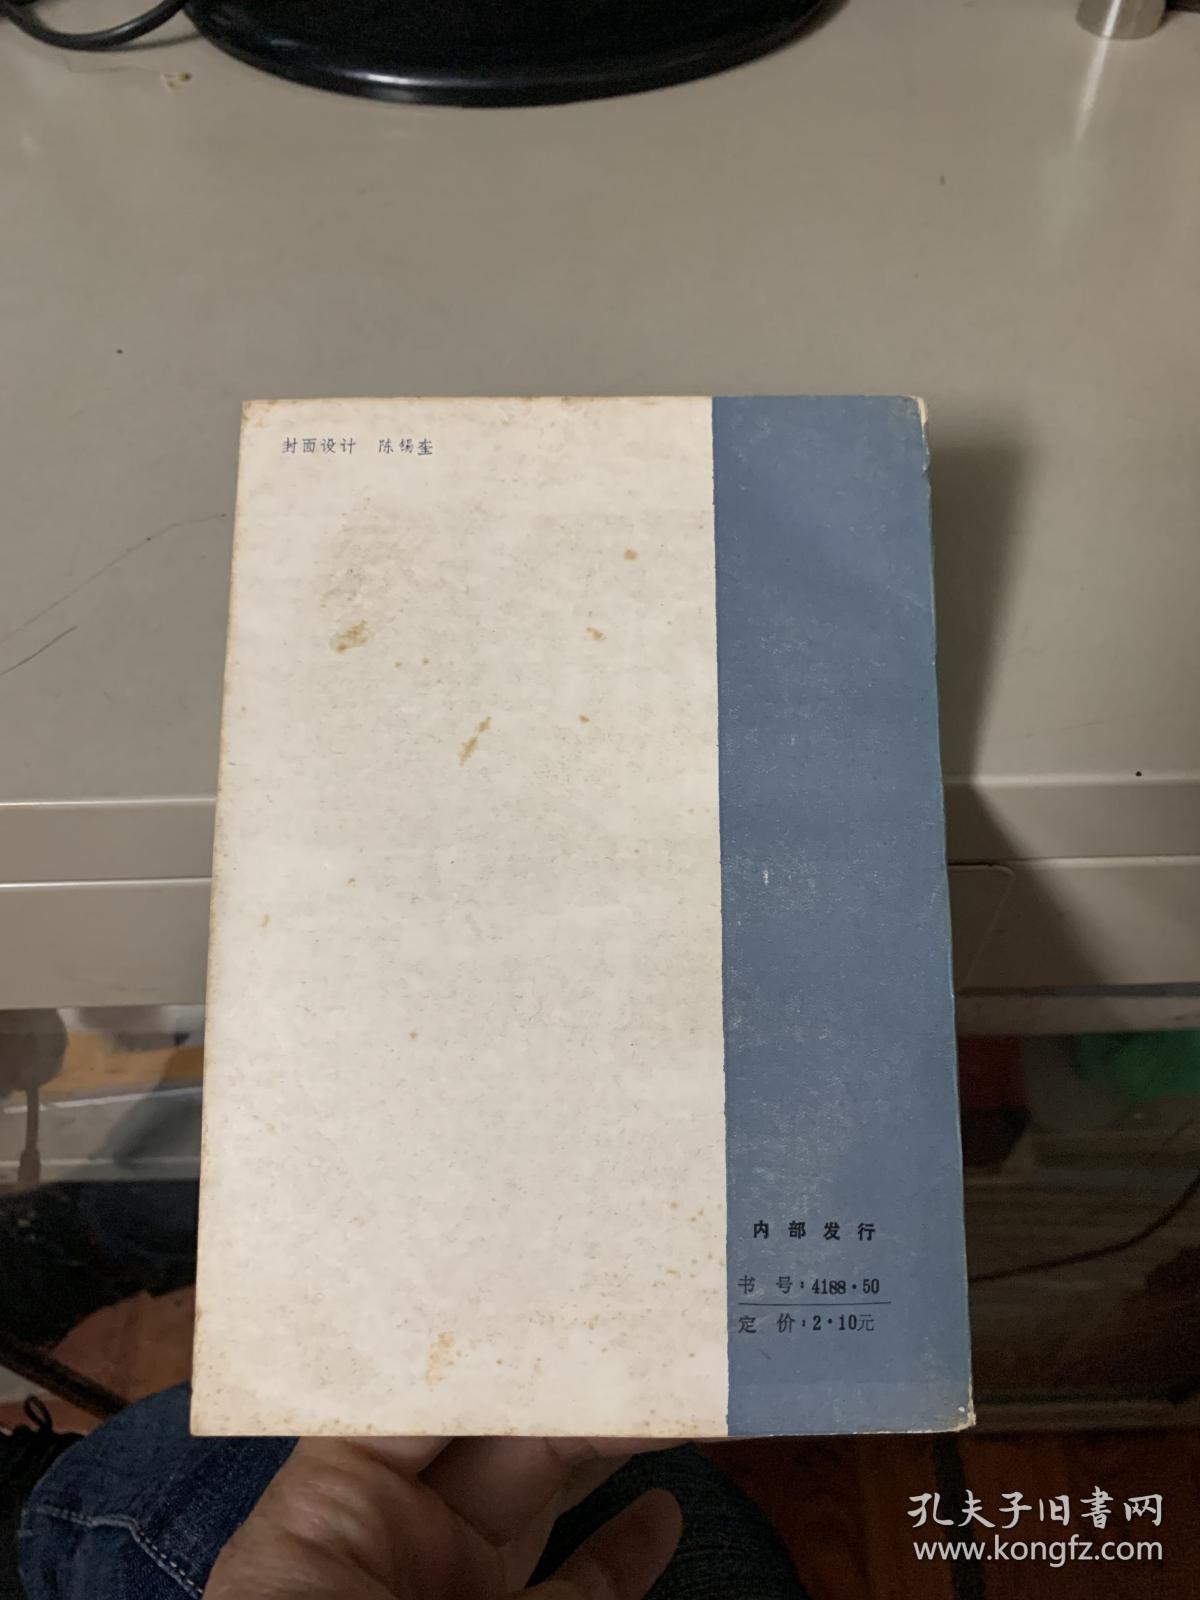 封面设计　陈锡奎
内部发行
书　号：4188·50
定　价：2·10元
孔夫子旧書网
www.kongfz.com